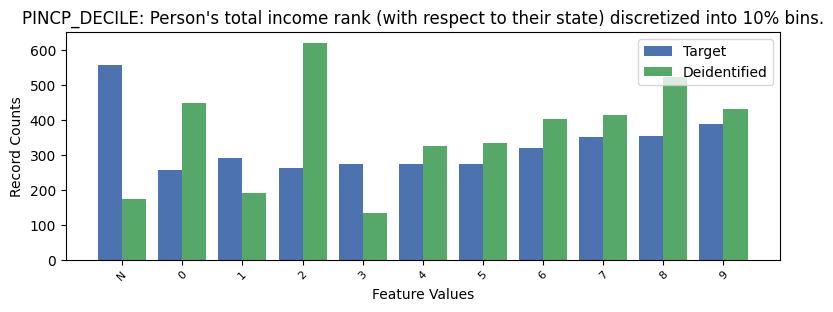 PINCP_DECILE: Person's total income rank (with respect to their state) discretized into 10% bins.
Target
Deidentified
Record Counts
600
500
400
300
200
100
0
N 0 1 2 3 4 5 6 7 8 9
Feature Values